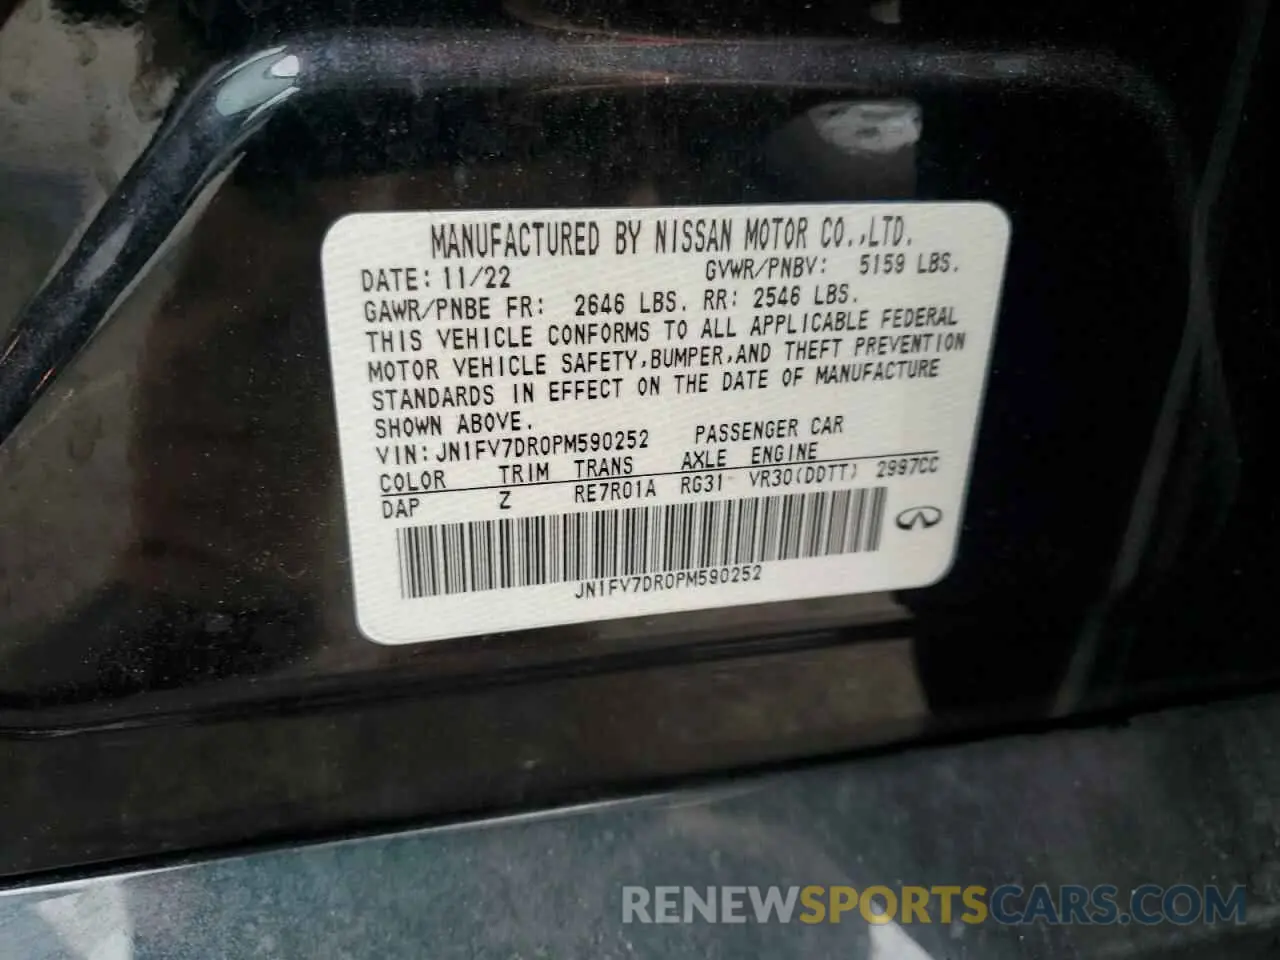 MANUFACTURED BY NISSAN MOTOR CO.,LTD.
DATE: 11/22 GVWR/PNBV: 5159 LBS.
GAWR/PNBE FR: 2646 LBS. RR: 2546 LBS.
THIS VEHICLE CONFORMS TO ALL APPLICABLE FEDERAL
MOTOR VEHICLE SAFETY,BUMPER,AND THEFT PREVENTION
STANDARDS IN EFFECT ON THE DATE OF MANUFACTURE
SHOWN ABOVE.
VIN: JN1FV7DR0PM590252 PASSENGER CAR
COLOR TRIM TRANS AXLE ENGINE
DAP Z RE7R01A RG31 VR30(DDTT) 2997CC
JN1FV7DR0PM590252
RENEWSPORTSCARS.COM